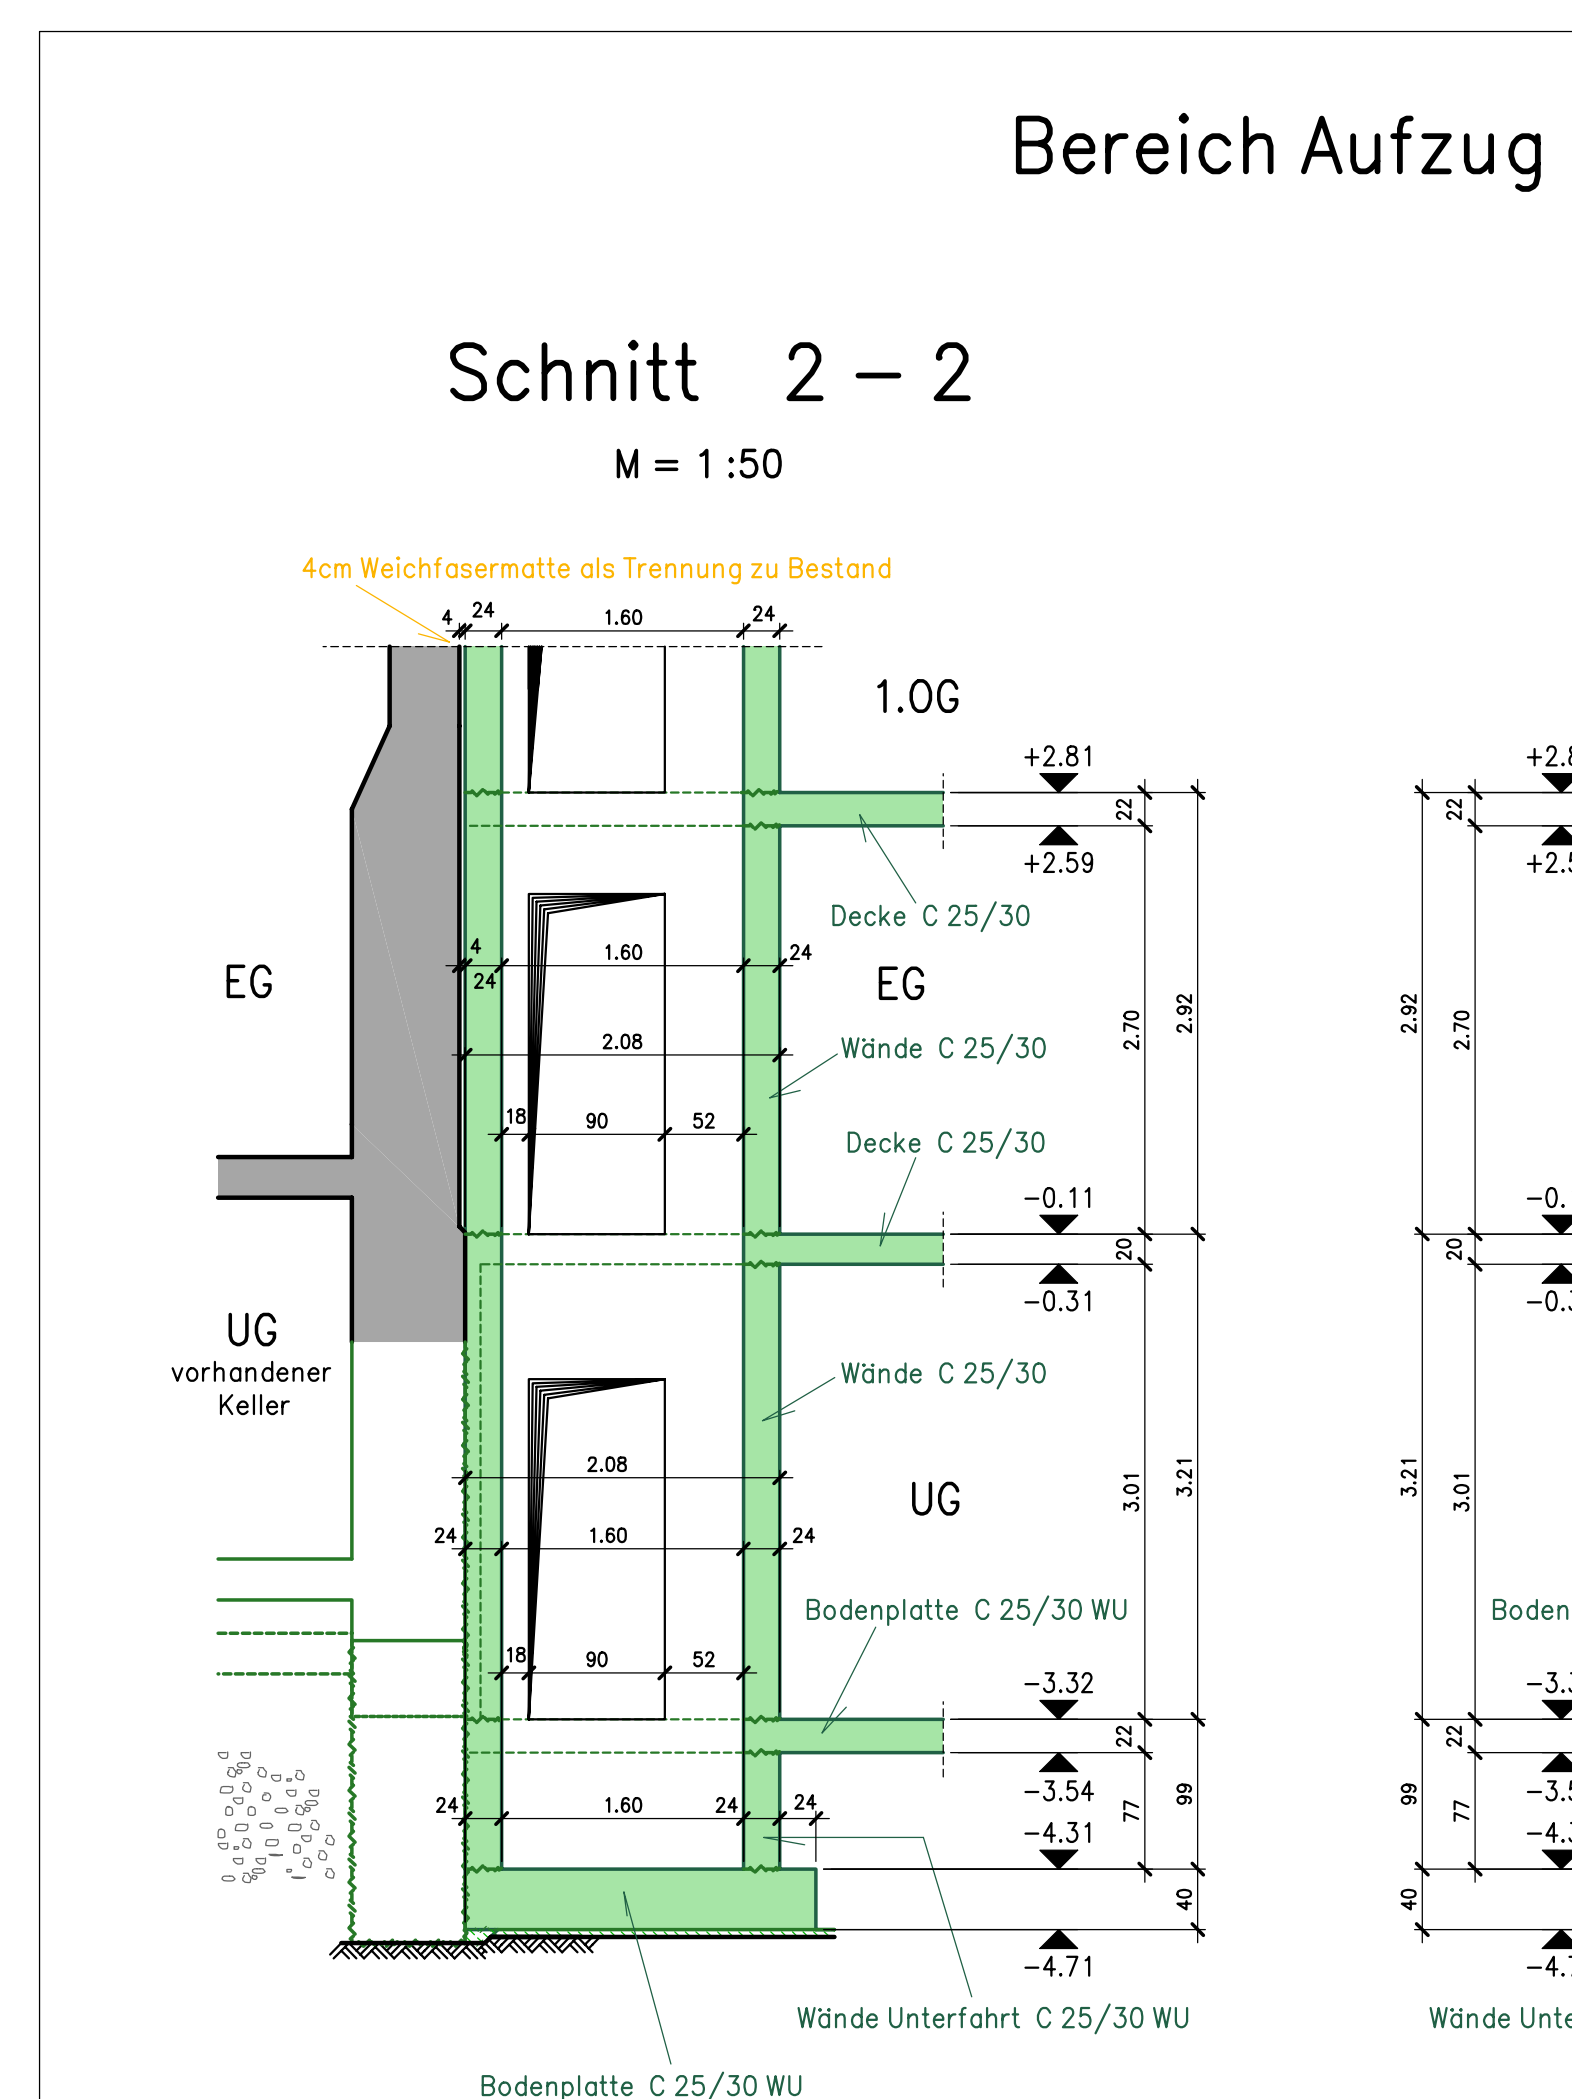 Bereich Aufzug
Schnitt 2 – 2
M = 1 :50
4cm Weichfasermatte als Trennung zu Bestand
4 24 1.60 24
1.OG
+2.81 +2.8
22 22
+2.59 +2.5
Decke C 25/30
4 1.60 24
24
EG EG
2.70 2.92 2.92 2.70
2.08
Wände C 25/30
18 90 52
Decke C 25/30
-0.11 -0.
20 20
-0.31 -0.3
UG
vorhandener
Keller
Wände C 25/30
2.08
UG
3.01 3.21 3.21 3.01
24 1.60 24
Bodenplatte C 25/30 WU Boden
18 90 52
-3.32 -3.3
22 22
-3.54 -3.5
24 1.60 24 24
77 99 99 77
-4.31 -4.3
40 40
-4.71 -4.7
Wände Unterfahrt C 25/30 WU Wände Unte
Bodenplatte C 25/30 WU